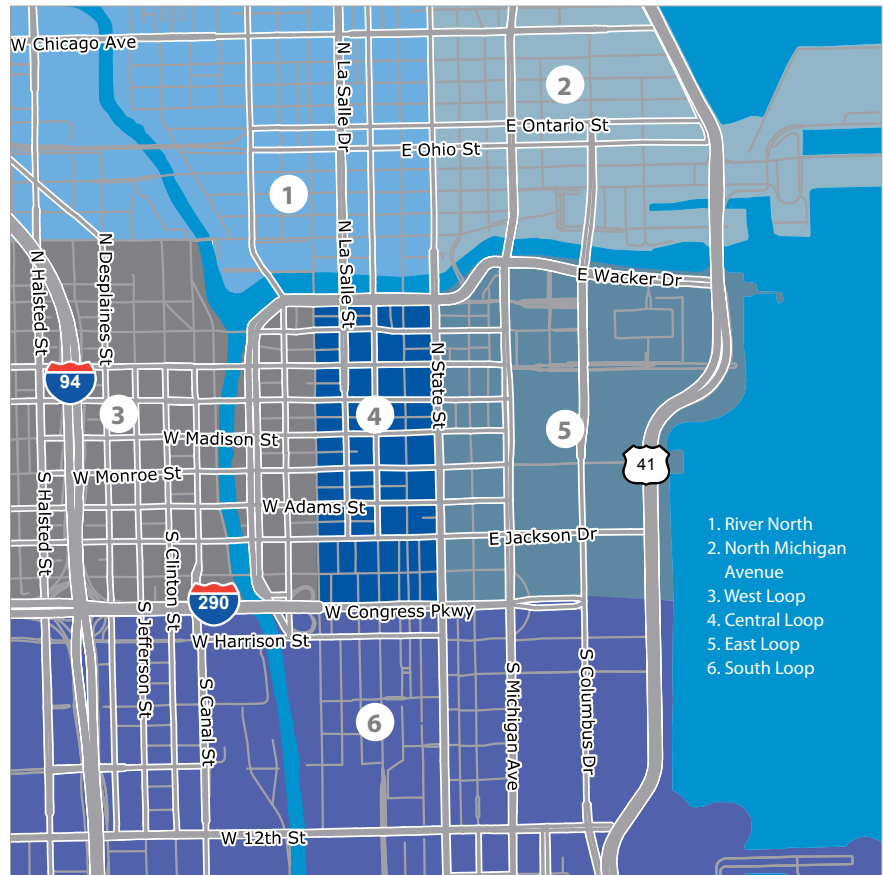 W Chicago Ave
N La Salle Dr
2
E Ontario St
E Ohio St
1
N La Salle St
N Halsted St
N Desplaines St
E Wacker Dr
94
N State St
3
4
5
W Madison St
41
W Monroe St
S Halsted St
W Adams St
S Clinton St
E Jackson Dr
1. River North
2. North Michigan
Avenue
3. West Loop
4. Central Loop
5. East Loop
6. South Loop
290
W Congress Pkwy
S Jefferson St
W Harrison St
S Canal St
S Michigan Ave
S Columbus Dr
6
W 12th St